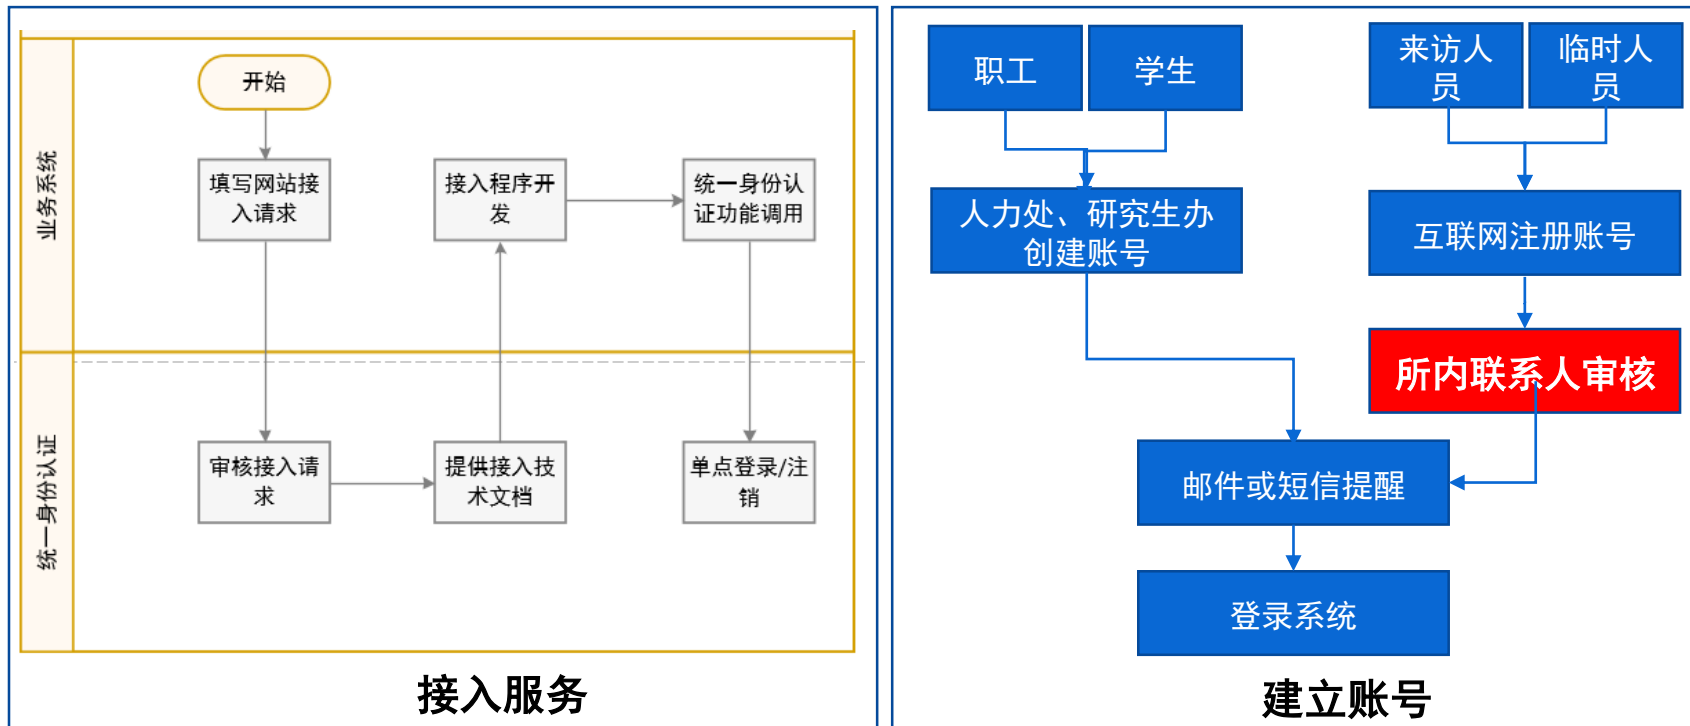 业务系统
开始
填写网站接
入请求
接入程序开
发
统一身份认
证功能调用
统一身份认证
审核接入请
求
提供接入技
术文档
单点登录/注
销
接入服务
职工
学生
来访人
员
临时人
员
人力处、研究生办
创建账号
互联网注册账号
所内联系人审核
邮件或短信提醒
登录系统
建立账号